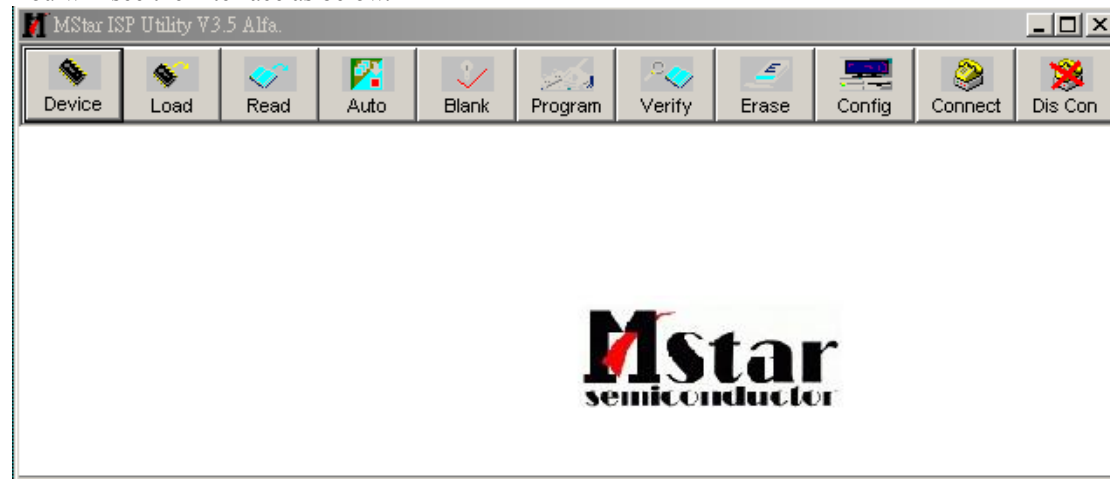 MStar ISP Utility V3.5 Alfa.
Device Load Read Auto Blank Program Verify Erase Config Connect Dis Con
Mstar
semiconductor